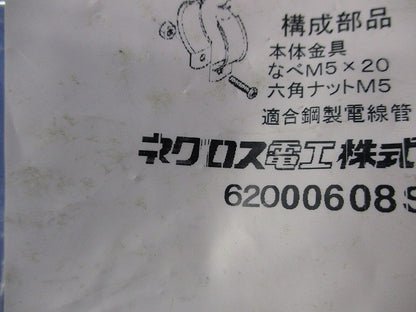 構成部品
本体金具
なべM5×20
六角ナットM5
適合鋼製電線管
ネグロス電工株式
62000608S